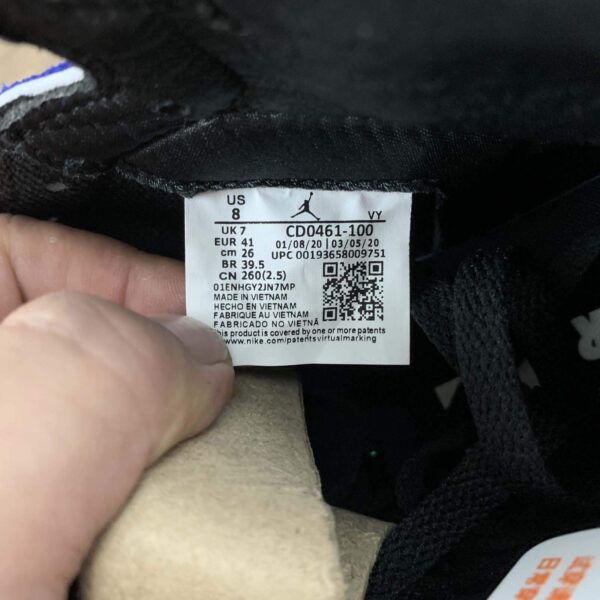 US
8
VY
UK 7
CD0461-100
EUR 41
01/08/20 | 03/05/20
cm 26
UPC 00193658009751
BR 39.5
CN 260(2.5)
01ENHGY2JN7MP
MADE IN VIETNAM
HECHO EN VIETNAM
FABRIQUE AU VIETNAM
FABRICADO NO VIETNÃ
this product is covered by one or more patents
www.nike.com/patentsvirtualmarking
R